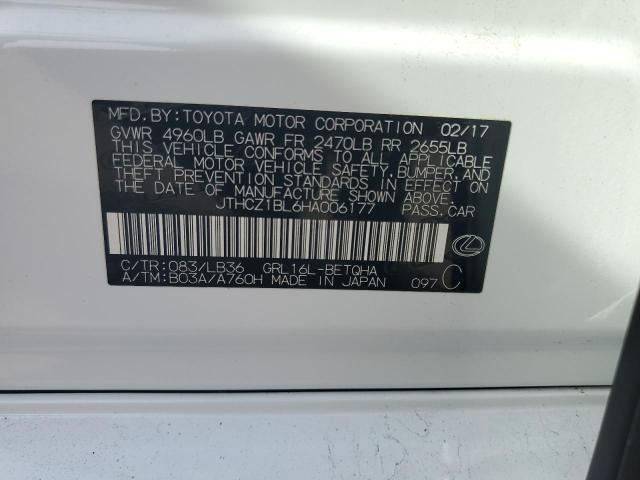 MFD.BY:TOYOTA MOTOR CORPORATION 02/17
GVWR 4960LB GAWR FR 2470LB RR 2655LB
THIS VEHICLE CONFORMS TO ALL APPLICABLE
FEDERAL MOTOR VEHICLE SAFETY,BUMPER,AND
THEFT PREVENTION STANDARDS IN EFFECT ON
THE DATE OF MANUFACTURE SHOWN ABOVE.
JTHCZ1BL6HA006177 PASS.CAR
C/TR:083/LB36 GRL16L-BETQHA
A/TM:B03A/A760H MADE IN JAPAN 097 C